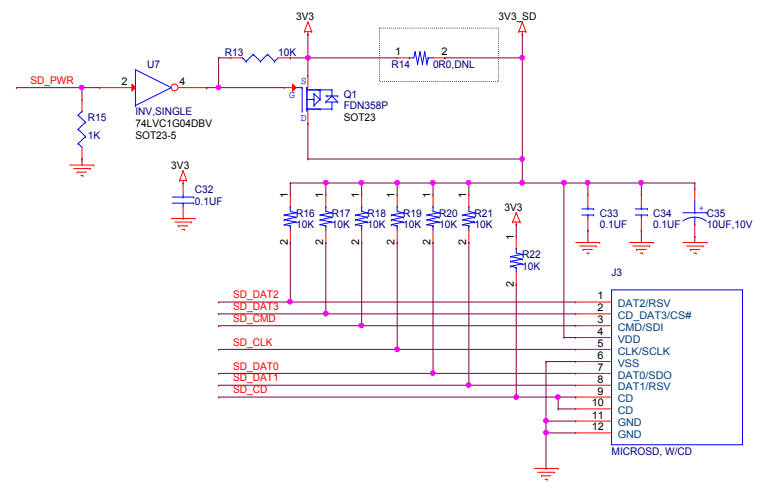 3V3
3V3_SD
R13
10K
1
2
R14
0R0,DNL
U7
SD_PWR
2
4
S
G
D
Q1
FDN358P
SOT23
INV,SINGLE
74LVC1G04DBV
SOT23-5
R15
1K
3V3
C32
0.1UF
1
1
1
1
1
1
R16
10K
R17
10K
R18
10K
R19
10K
R20
10K
R21
10K
2
2
2
2
2
2
3V3
1
R22
10K
2
C33
0.1UF
C34
0.1UF
+
C35
10UF,10V
J3
SD_DAT2
1
DAT2/RSV
SD_DAT3
2
CD_DAT3/CS#
SD_CMD
3
CMD/SDI
4
VDD
SD_CLK
5
CLK/SCLK
6
VSS
SD_DAT0
7
DAT0/SDO
SD_DAT1
8
DAT1/RSV
SD_CD
9
CD
10
CD
11
GND
12
GND
MICROSD, W/CD